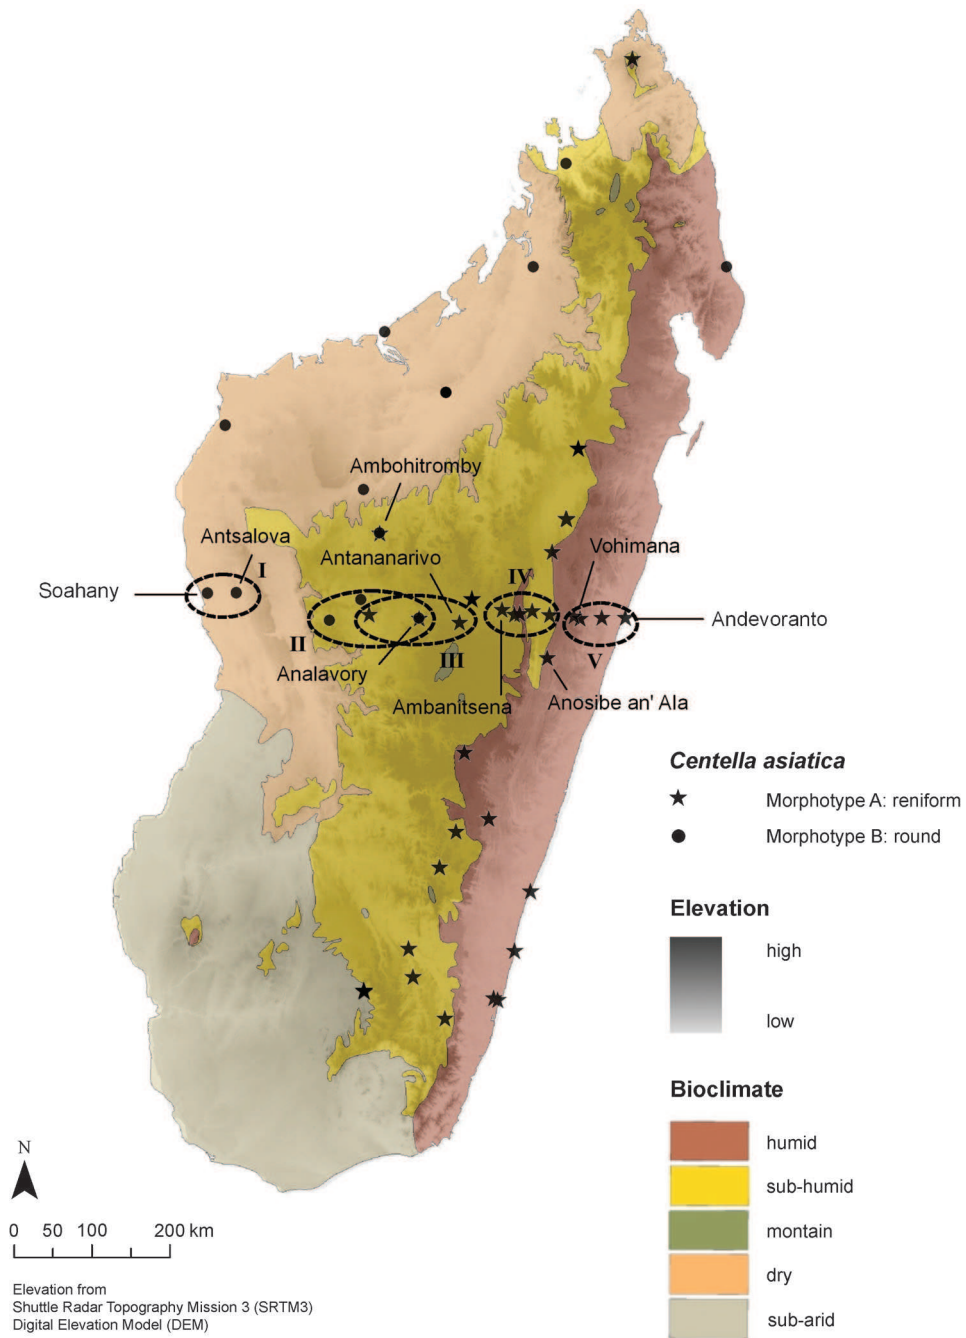 Ambohitromby
Antsalova
Antananarivo
Vohimana
I
IV
Soahany
Andevoranto
II
III
V
Analavory
Ambanitsena
Anosibe an' Ala
Centella asiatica
Morphotype A: reniform
Morphotype B: round
Elevation
high
low
Bioclimate
humid
sub-humid
montain
dry
sub-arid
N
0 50 100 200 km
Elevation from
Shuttle Radar Topography Mission 3 (SRTM3)
Digital Elevation Model (DEM)